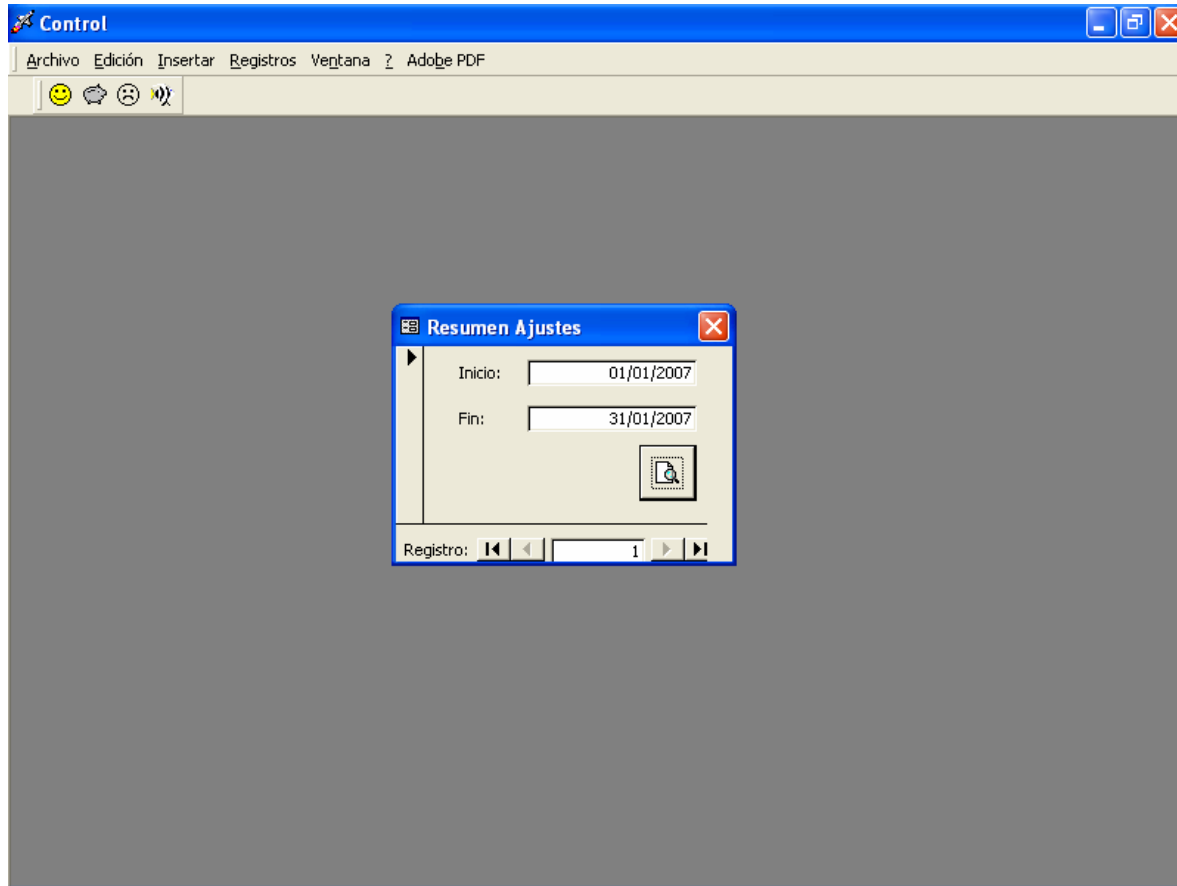 Control
Archivo Edición Insertar Registros Ventana ? Adobe PDF
Resumen Ajustes
Inicio: 01/01/2007
Fin: 31/01/2007
Registro: 1